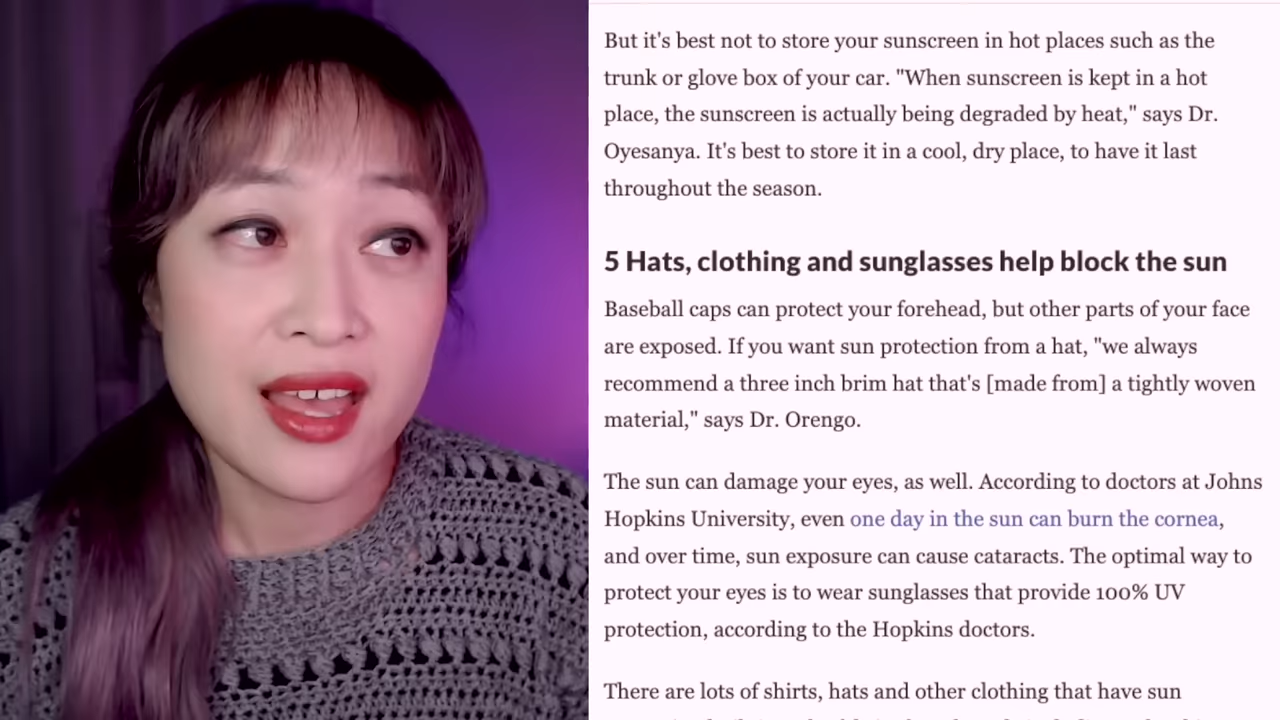 But it's best not to store your sunscreen in hot places such as the
trunk or glove box of your car. "When sunscreen is kept in a hot
place, the sunscreen is actually being degraded by heat," says Dr.
Oyesanya. It's best to store it in a cool, dry place, to have it last
throughout the season.
5 Hats, clothing and sunglasses help block the sun
Baseball caps can protect your forehead, but other parts of your face
are exposed. If you want sun protection from a hat, "we always
recommend a three inch brim hat that's [made from] a tightly woven
material," says Dr. Orengo.
The sun can damage your eyes, as well. According to doctors at Johns
Hopkins University, even one day in the sun can burn the cornea,
and over time, sun exposure can cause cataracts. The optimal way to
protect your eyes is to wear sunglasses that provide 100% UV
protection, according to the Hopkins doctors.
There are lots of shirts, hats and other clothing that have sun